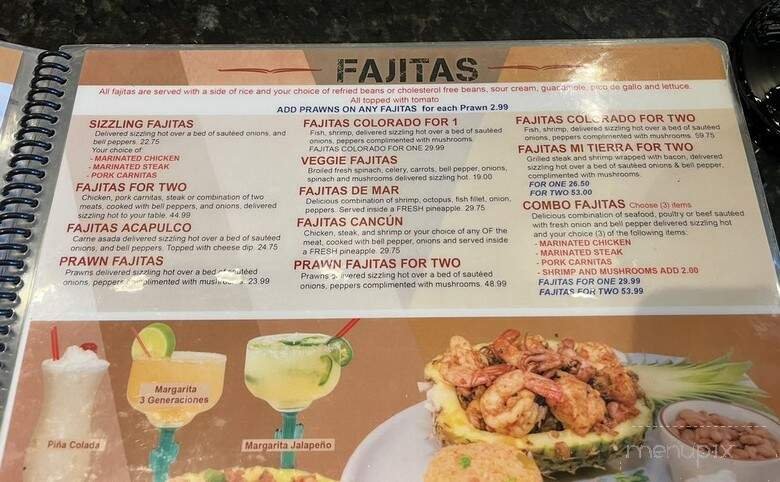 FAJITAS
All fajitas are served with a side of rice and your choice of refried beans or cholesterol free beans, sour cream, guacamole, pico de gallo and lettuce.
All topped with tomato
ADD PRAWNS ON ANY FAJITAS for each Prawn 2.99
SIZZLING FAJITAS
Delivered sizzling hot over a bed of sautéed onions, and
bell peppers. 22.75
Your choice of:
- MARINATED CHICKEN
- MARINATED STEAK
- PORK CARNITAS
FAJITAS FOR TWO
Chicken, pork carnitas, steak or combination of two
meats, cooked with bell peppers, and onions, delivered
sizzling hot to your table. 44.99
FAJITAS ACAPULCO
Carne asada delivered sizzling hot over a bed of sautéed
onions, and bell peppers. Topped with cheese dip. 24.75
PRAWN FAJITAS
Prawns delivered sizzling hot over a bed of sautéed
onions, peppers complimented with mushrooms. 23.99
FAJITAS COLORADO FOR 1
Fish, shrimp, delivered sizzling hot over a bed of sautéed
onions, peppers complimented with mushrooms.
FAJITAS COLORADO FOR ONE 29.99
VEGGIE FAJITAS
Broiled fresh spinach, celery, carrots, bell pepper, onions,
spinach and mushrooms delivered sizzling hot. 19.00
FAJITAS DE MAR
Delicious combination of shrimp, octopus, fish fillet, onion,
peppers. Served inside a FRESH pineapple. 29.75
FAJITAS CANCÚN
Chicken, steak, and shrimp or your choice of any OF the
meat, cooked with bell pepper, onions and served inside
a FRESH pineapple. 29.75
PRAWN FAJITAS FOR TWO
Prawns delivered sizzling hot over a bed of sautéed
onions, peppers complimented with mushrooms. 48.99
FAJITAS COLORADO FOR TWO
Fish, shrimp, delivered sizzling hot over a bed of sautéed
onions, peppers complimented with mushrooms. 59.75
FAJITAS MI TIERRA FOR TWO
Grilled steak and shrimp wrapped with bacon, delivered
sizzling hot over a bed of sautéed onions & bell pepper,
complimented with mushrooms.
FOR ONE 26.50
FOR TWO 53.00
COMBO FAJITAS Choose (3) items
Delicious combination of seafood, poultry or beef sautéed
with fresh onion and bell pepper delivered sizzling hot
and your choice (3) of the following items:
- MARINATED CHICKEN
- MARINATED STEAK
- PORK CARNITAS
- SHRIMP AND MUSHROOMS ADD 2.00
FAJITAS FOR ONE 29.99
FAJITAS FOR TWO 53.99
Piña Colada
Margarita
3 Generaciones
Margarita Jalapeño
menupix